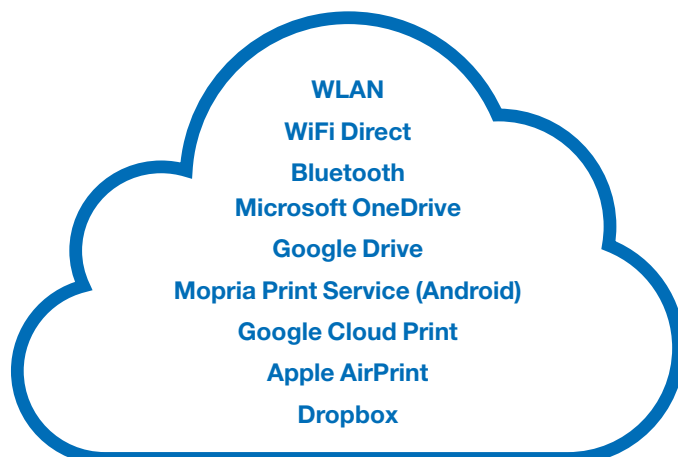 WLAN
WiFi Direct
Bluetooth
Microsoft OneDrive
Google Drive
Mopria Print Service (Android)
Google Cloud Print
Apple AirPrint
Dropbox